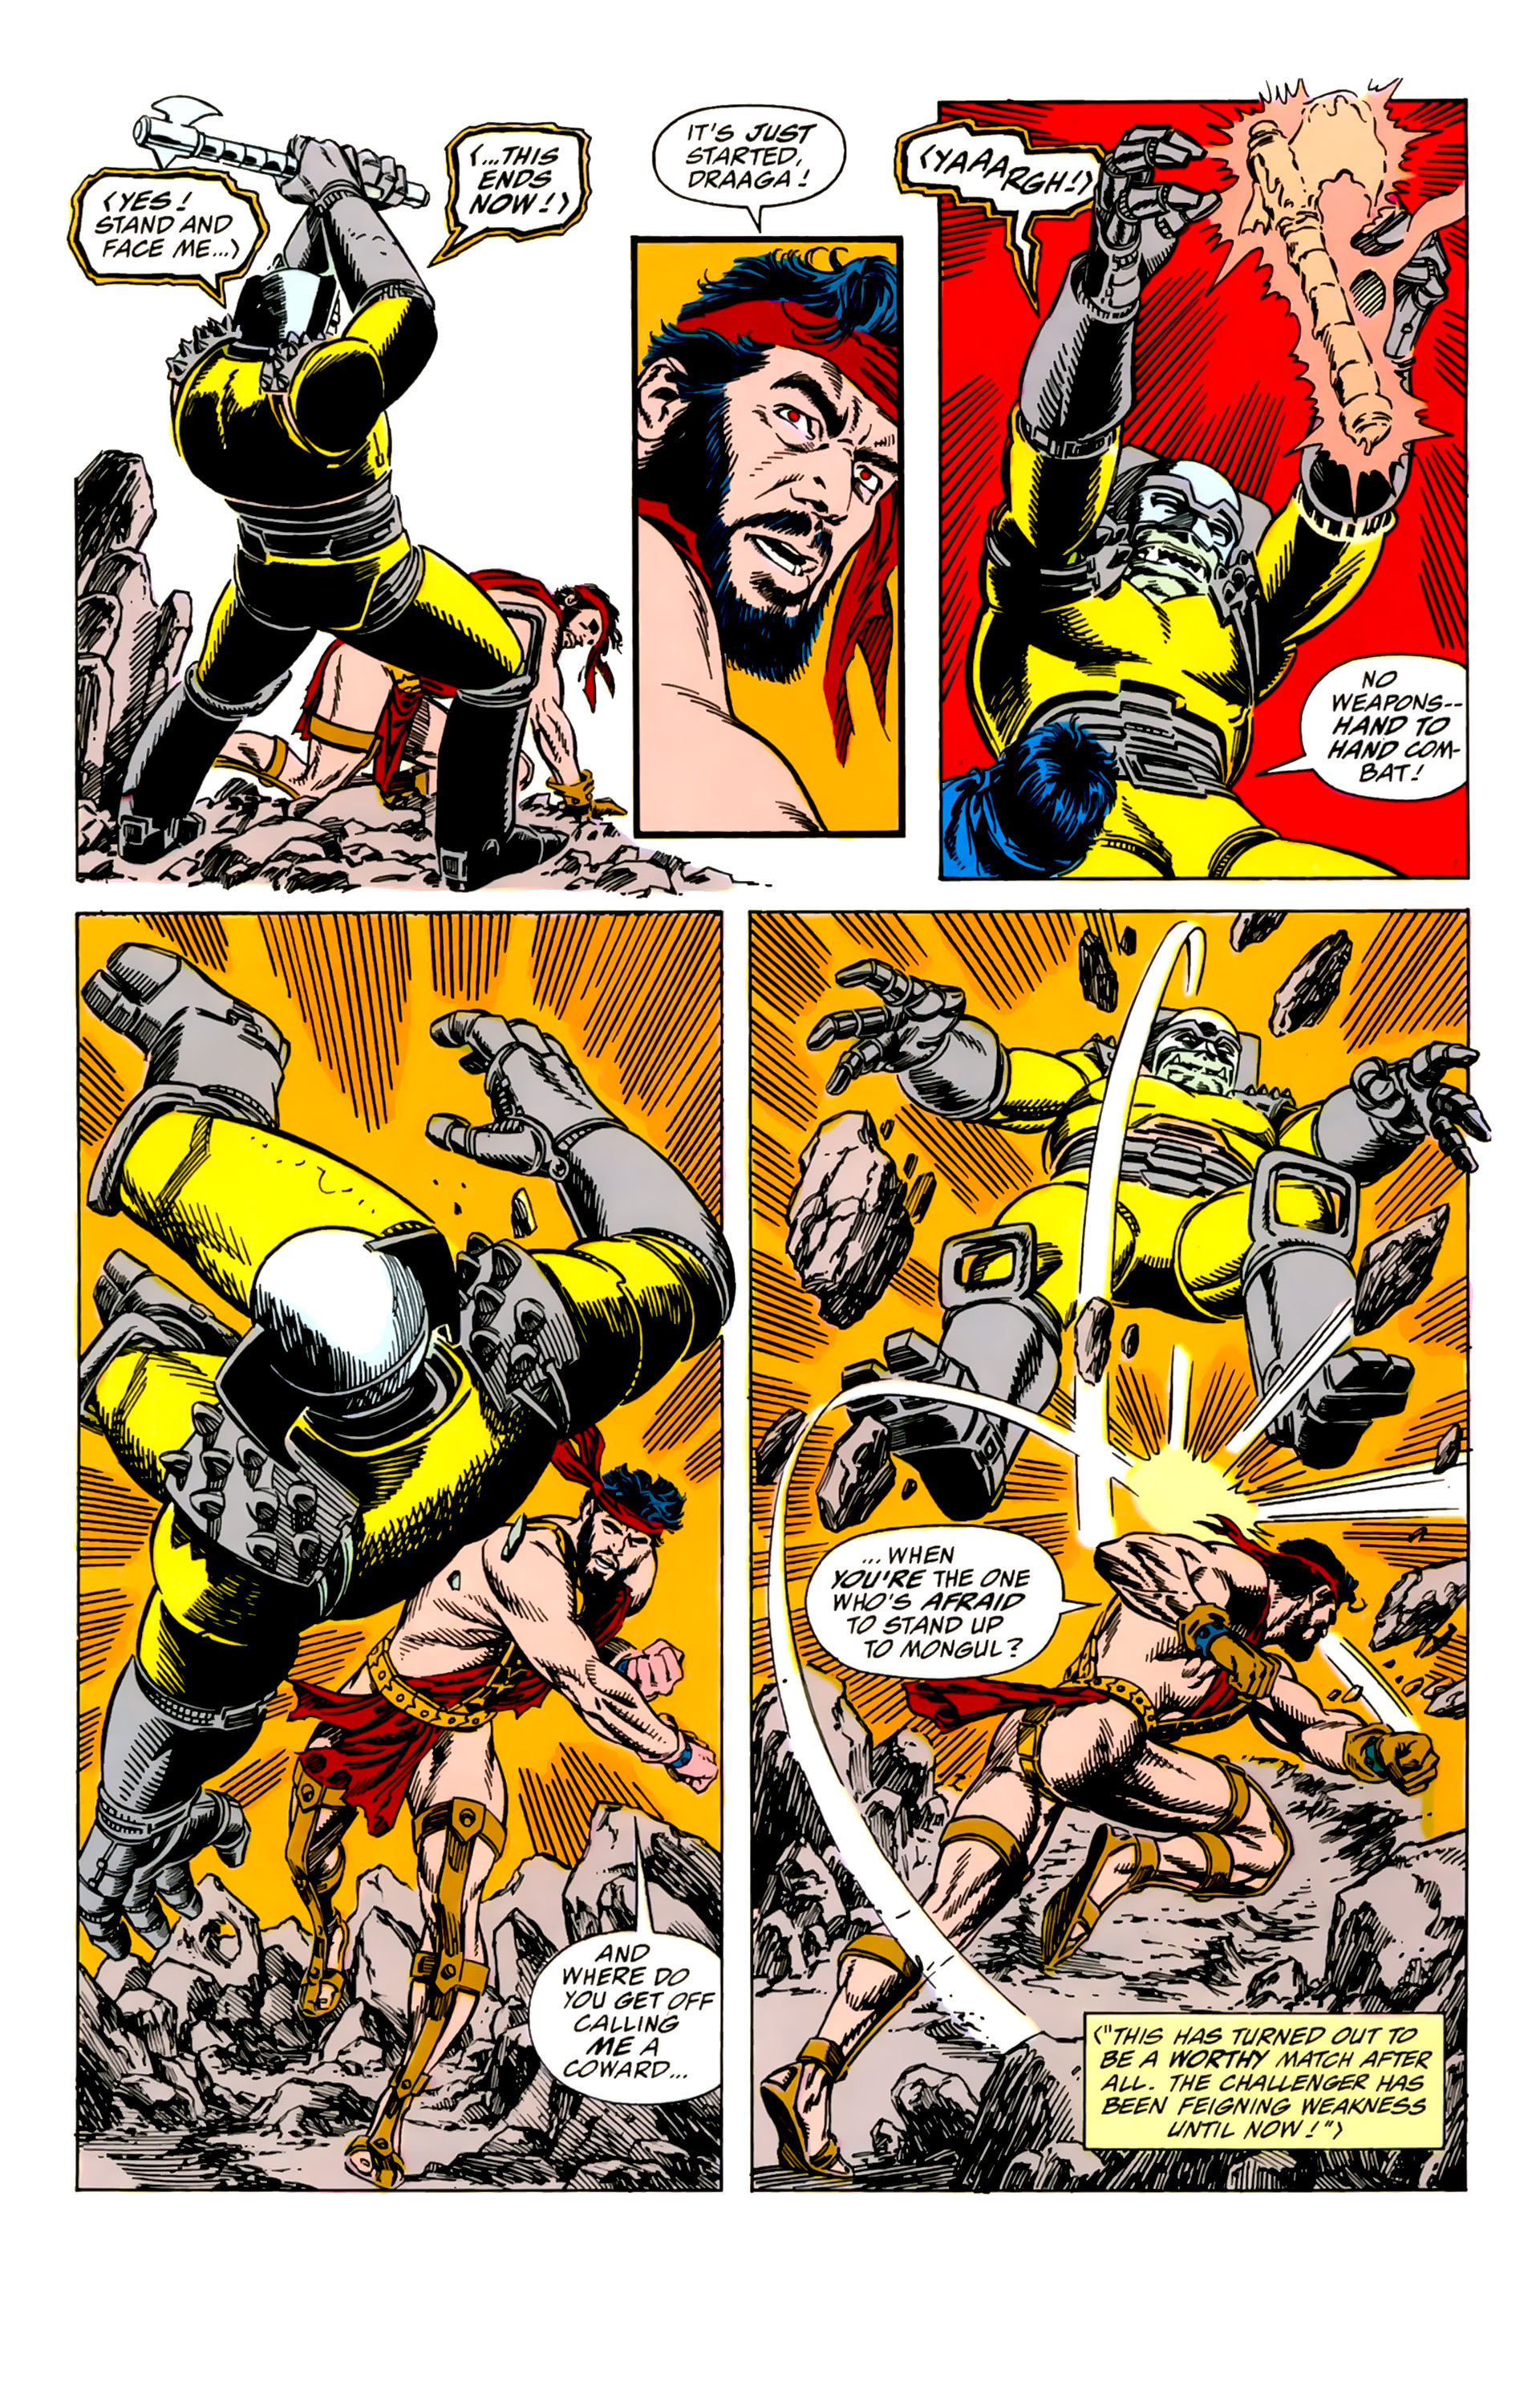 <YES!
STAND AND
FACE ME...>
<...THIS
ENDS
NOW!>
IT'S JUST
STARTED,
DRAAGA!
<YAAAARGH!>
NO
WEAPONS--
HAND TO
HAND COM-
BAT!
AND
WHERE DO
YOU GET OFF
CALLING
ME A
COWARD...
...WHEN
YOU'RE THE ONE
WHO'S AFRAID
TO STAND UP
TO MONGUL?
<"THIS HAS TURNED OUT TO
BE A WORTHY MATCH AFTER
ALL. THE CHALLENGER HAS
BEEN FEIGNING WEAKNESS
UNTIL NOW!">